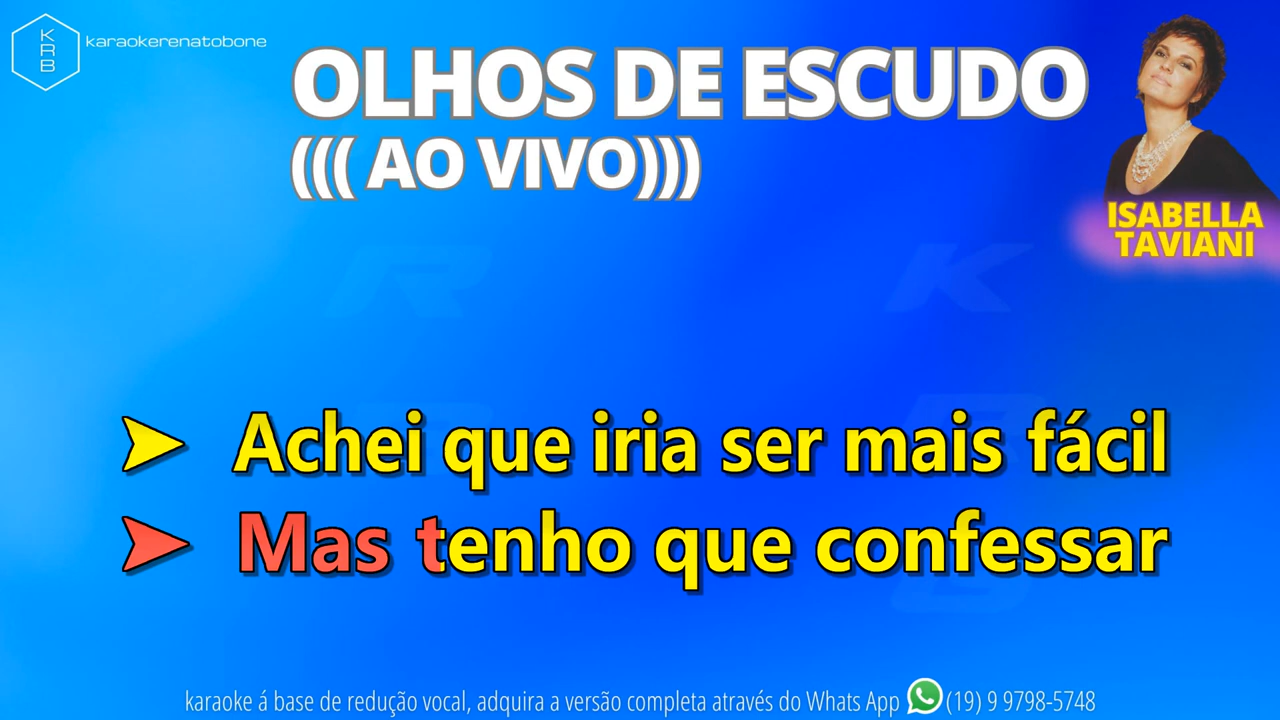 KRB
karaokerenatobone
OLHOS DE ESCUDO
((( AO VIVO)))
ISABELLA
TAVIANI
R K
B
B
Achei que iria ser mais fácil
Mas tenho que confessar
karaoke á base de redução vocal, adquira a versão completa através do Whats App (19) 9 9798-5748